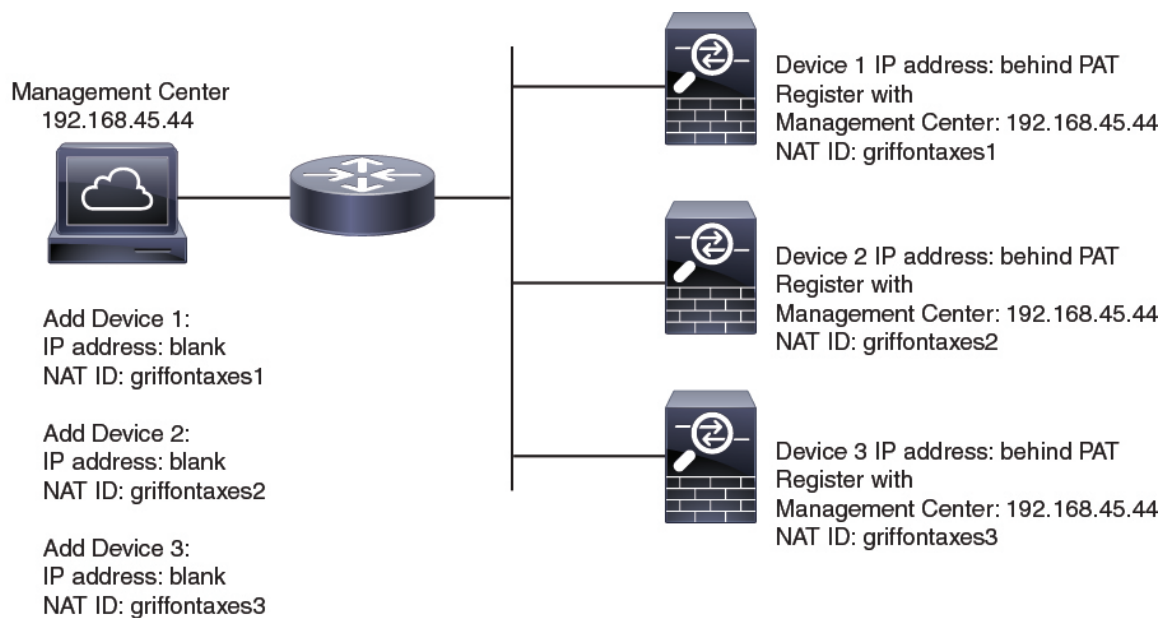 Management Center
192.168.45.44
Add Device 1:
IP address: blank
NAT ID: griffontaxes1
Add Device 2:
IP address: blank
NAT ID: griffontaxes2
Add Device 3:
IP address: blank
NAT ID: griffontaxes3
Device 1 IP address: behind PAT
Register with
Management Center: 192.168.45.44
NAT ID: griffontaxes1
Device 2 IP address: behind PAT
Register with
Management Center: 192.168.45.44
NAT ID: griffontaxes2
Device 3 IP address: behind PAT
Register with
Management Center: 192.168.45.44
NAT ID: griffontaxes3